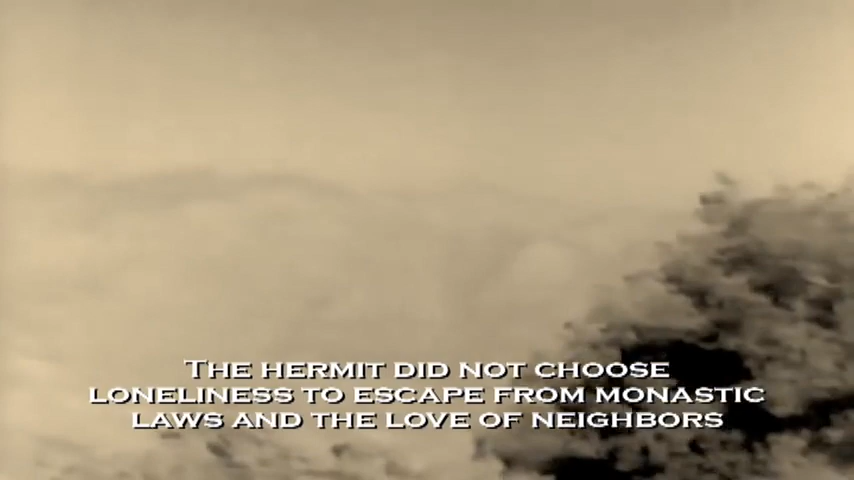 The hermit did not choose
loneliness to escape from monastic
laws and the love of neighbors